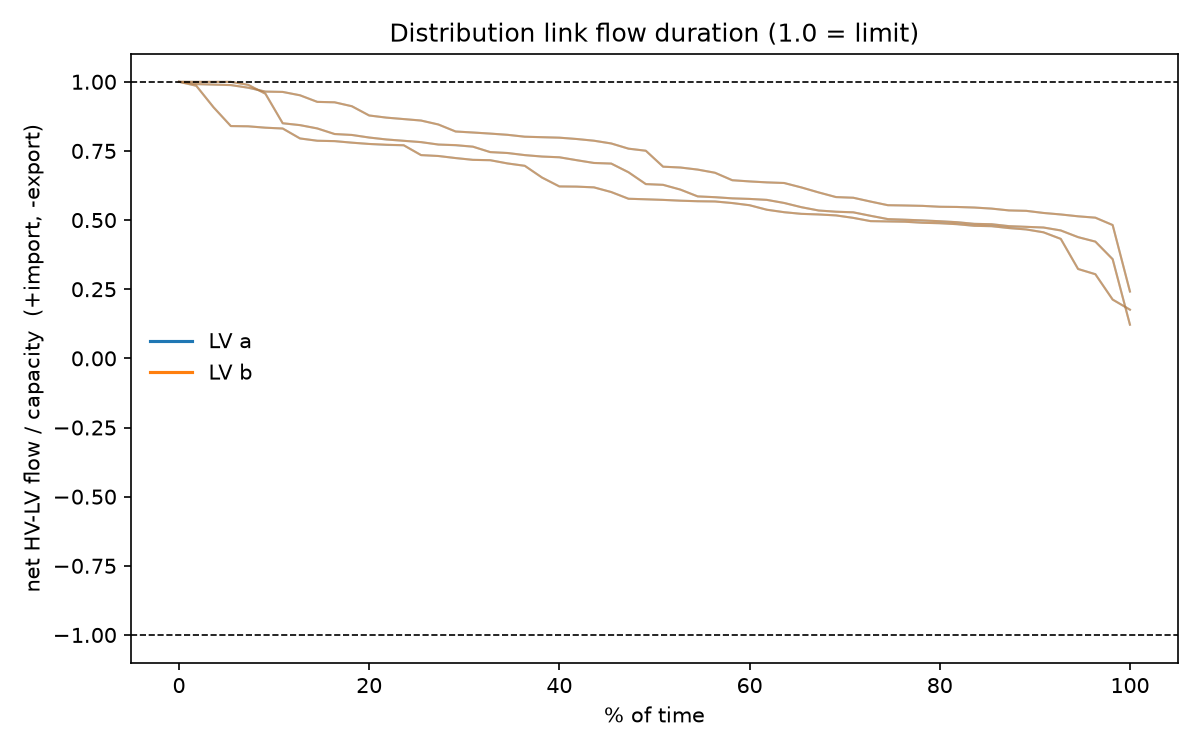 Distribution link flow duration (1.0 = limit)
net HV-LV flow / capacity  (+import, -export)
1.00
0.75
0.50
0.25
0.00
−0.25
−0.50
−0.75
−1.00
LV a
LV b
0 20 40 60 80 100
% of time